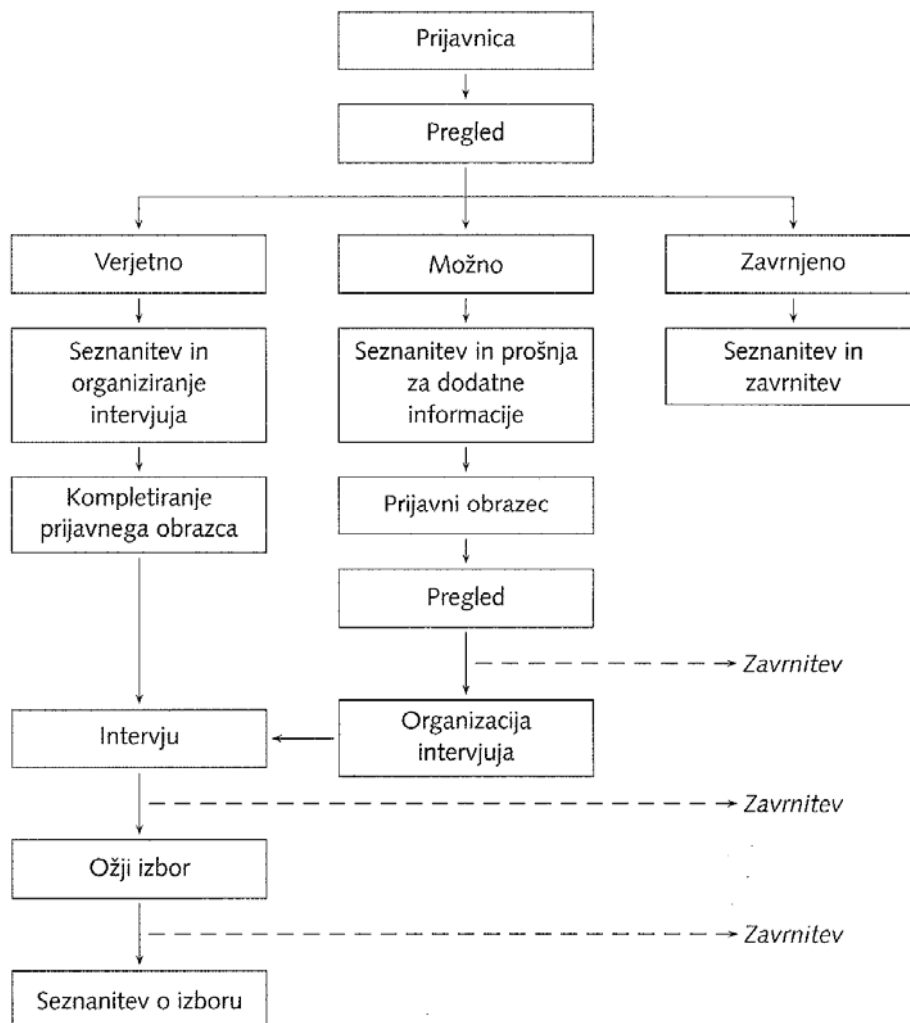 Prijavnica
Pregled
Verjetno
Možno
Zavrnjeno
Seznanitev in
organiziranje
intervjuja
Seznanitev in prošnja
za dodatne
informacije
Seznanitev in
zavrnitev
Kompletiranje
prijavnega obrazca
Prijavni obrazec
Pregled
Zavrnitev
Intervju
Organizacija
intervjuja
Zavrnitev
Ožji izbor
Zavrnitev
Seznanitev o izboru